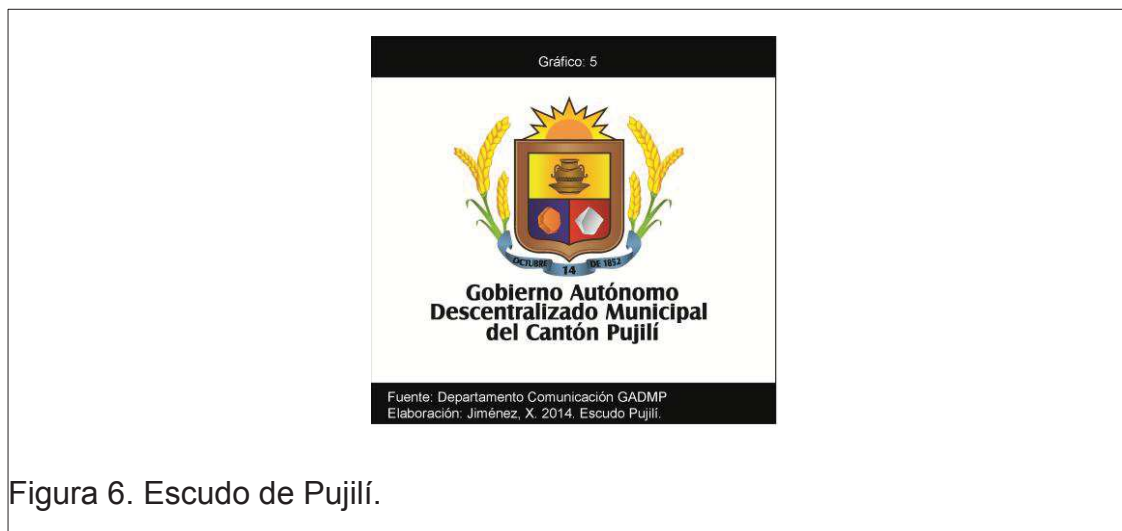 Gráfico: 5
OCTUBRE 14 DE 1852
Gobierno Autónomo
Descentralizado Municipal
del Cantón Pujilí
Fuente: Departamento Comunicación GADMP
Elaboración: Jiménez, X. 2014. Escudo Pujilí.
Figura 6. Escudo de Pujilí.